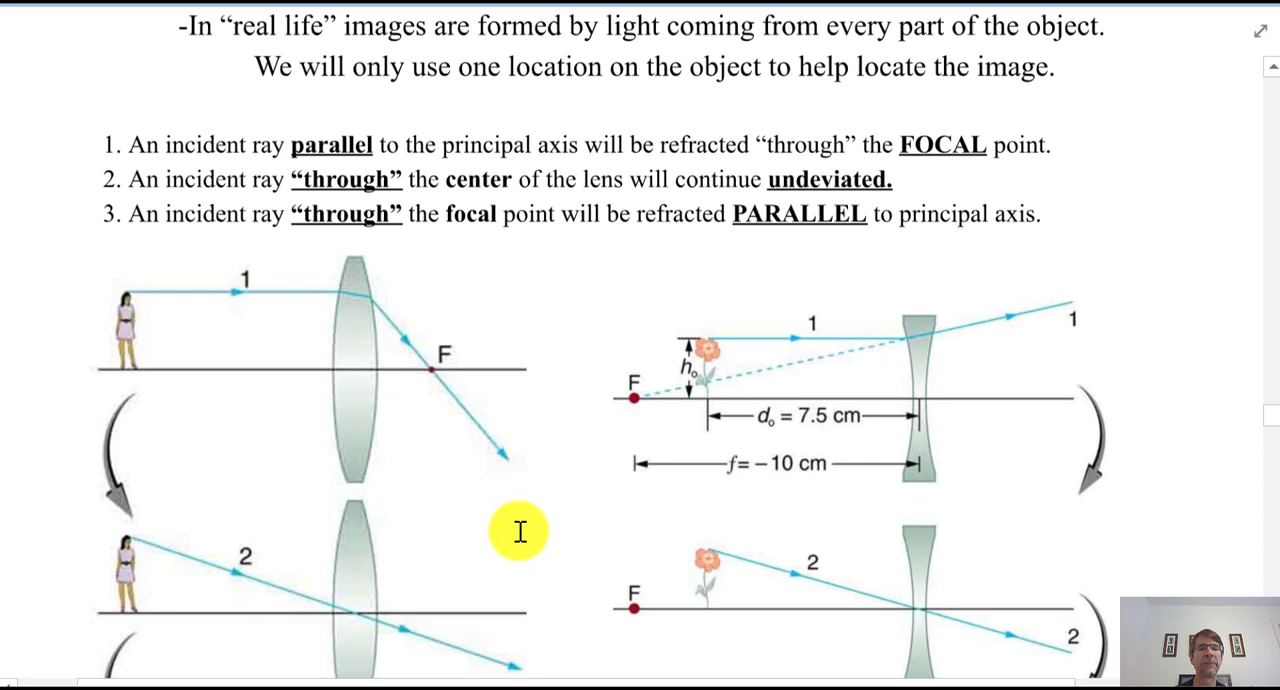 -In “real life” images are formed by light coming from every part of the object.
We will only use one location on the object to help locate the image.
1. An incident ray parallel to the principal axis will be refracted “through” the FOCAL point.
2. An incident ray “through” the center of the lens will continue undeviated.
3. An incident ray “through” the focal point will be refracted PARALLEL to principal axis.
1
F
1
1
hₒ
F
dₒ = 7.5 cm
f = – 10 cm
2
2
F
2